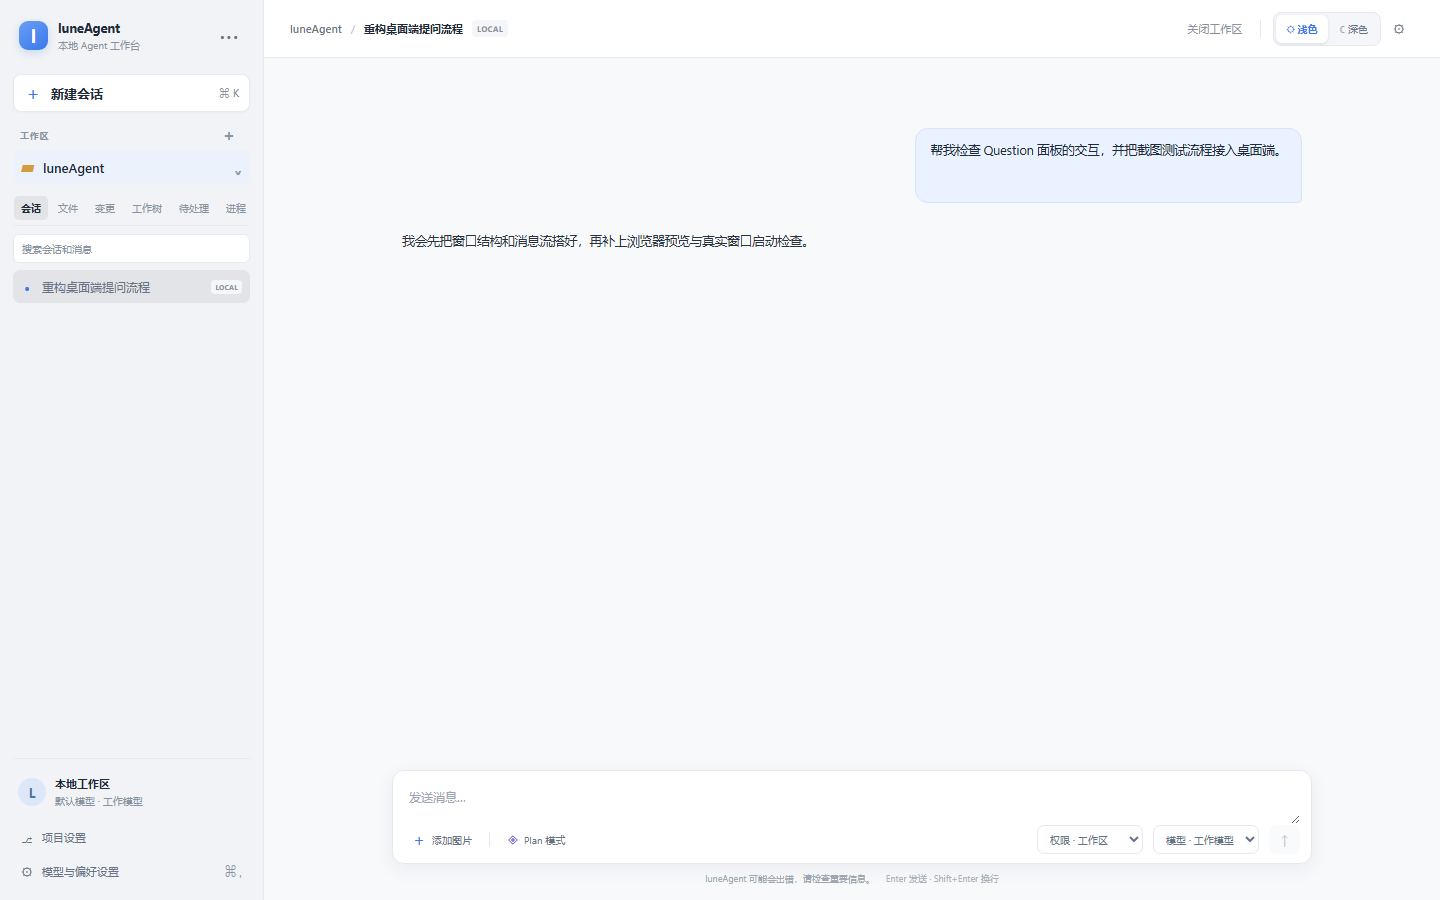 luneAgent
本地 Agent 工作台
新建会话
⌘ K
工作区
luneAgent
会话 文件 变更 工作树 待处理 进程
搜索会话和消息
重构桌面端提问流程 LOCAL
本地工作区
L
默认模型 · 工作模型
项目设置
模型与偏好设置 ⌘ ,
luneAgent / 重构桌面端提问流程 LOCAL
关闭工作区
浅色
深色
帮我检查 Question 面板的交互，并把截图测试流程接入桌面端。
我会先把窗口结构和消息流搭好，再补上浏览器预览与真实窗口启动检查。
发送消息...
+ 添加图片
Plan 模式
权限 · 工作区
模型 · 工作模型
luneAgent 可能会出错，请检查重要信息。 Enter 发送 · Shift+Enter 换行